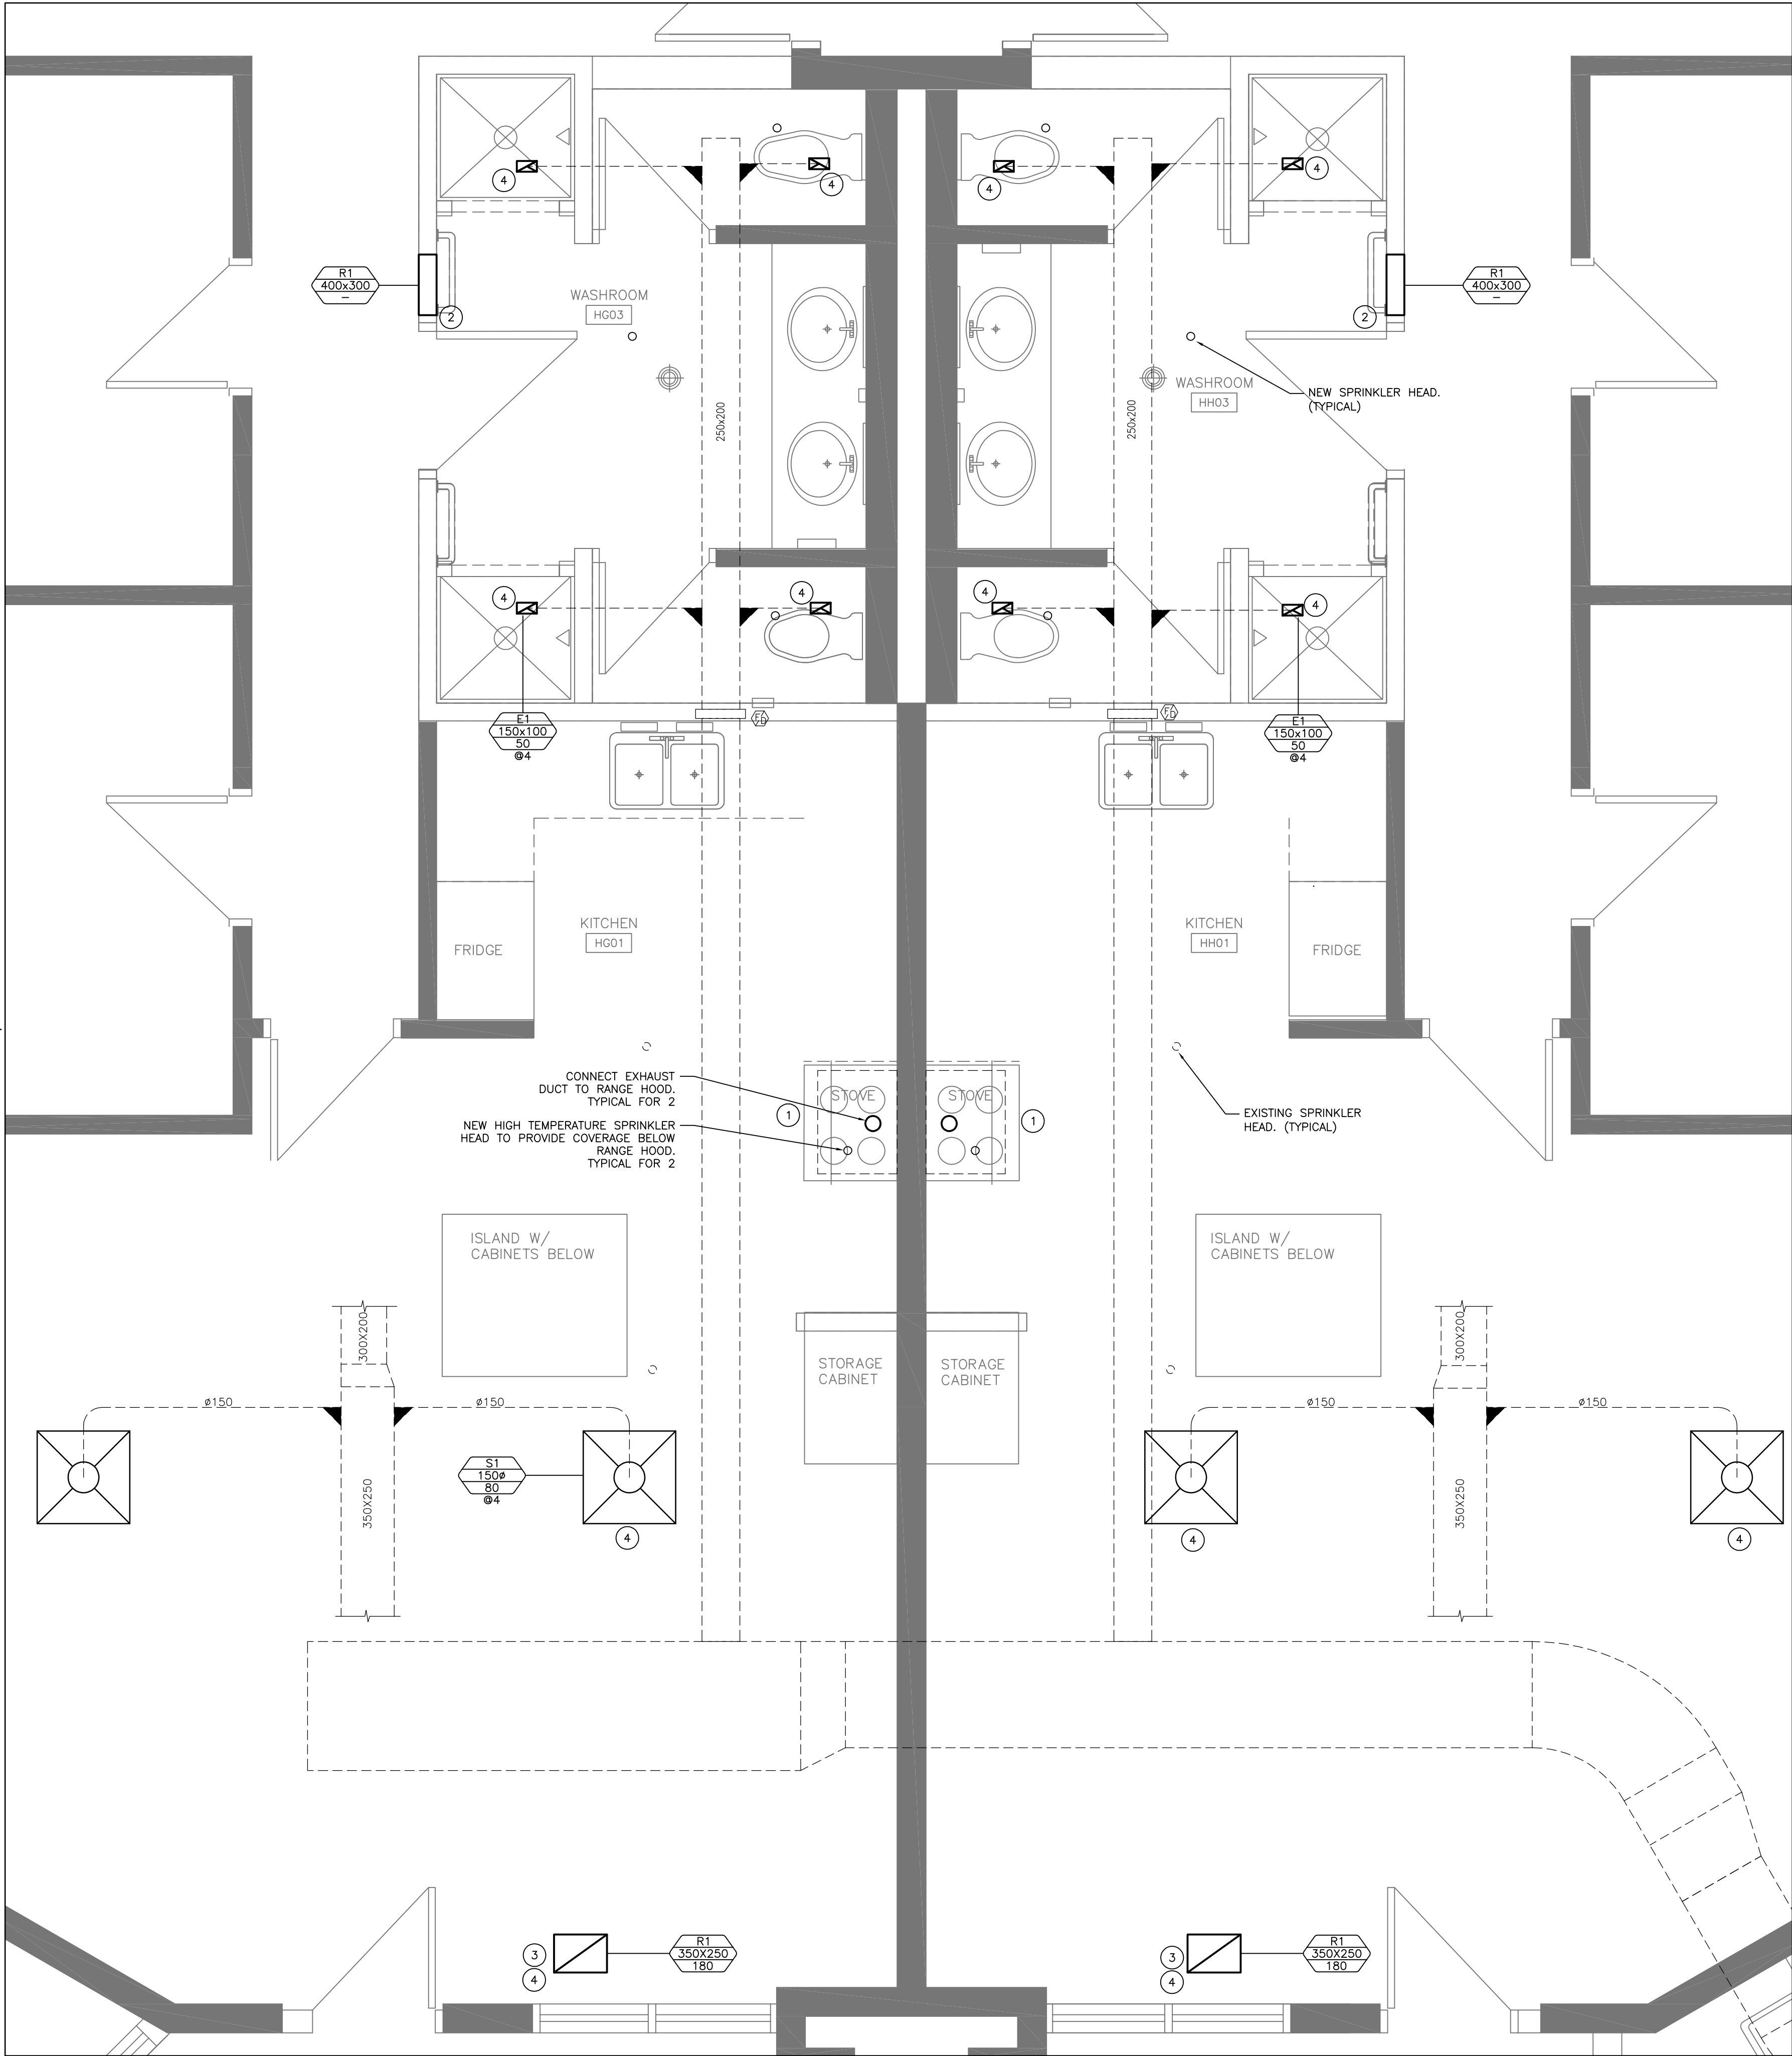 4
4
4
4
R1
400x300
–
2
WASHROOM
HG03
250x200
250x200
WASHROOM
HH03
2
R1
400x300
–
NEW SPRINKLER HEAD.
(TYPICAL)
4
4
4
4
E1
150x100
50
@4
FD
FD
E1
150x100
50
@4
KITCHEN
HG01
FRIDGE
KITCHEN
HH01
FRIDGE
CONNECT EXHAUST
DUCT TO RANGE HOOD.
TYPICAL FOR 2
NEW HIGH TEMPERATURE SPRINKLER
HEAD TO PROVIDE COVERAGE BELOW
RANGE HOOD.
TYPICAL FOR 2
1
STOVE
STOVE
1
EXISTING SPRINKLER
HEAD. (TYPICAL)
ISLAND W/
CABINETS BELOW
ISLAND W/
CABINETS BELOW
300X200
300X200
STORAGE
CABINET
STORAGE
CABINET
ø150
ø150
ø150
ø150
350X250
S1
150ø
80
@4
4
4
350X250
4
3
4
R1
350X250
180
3
4
R1
350X250
180